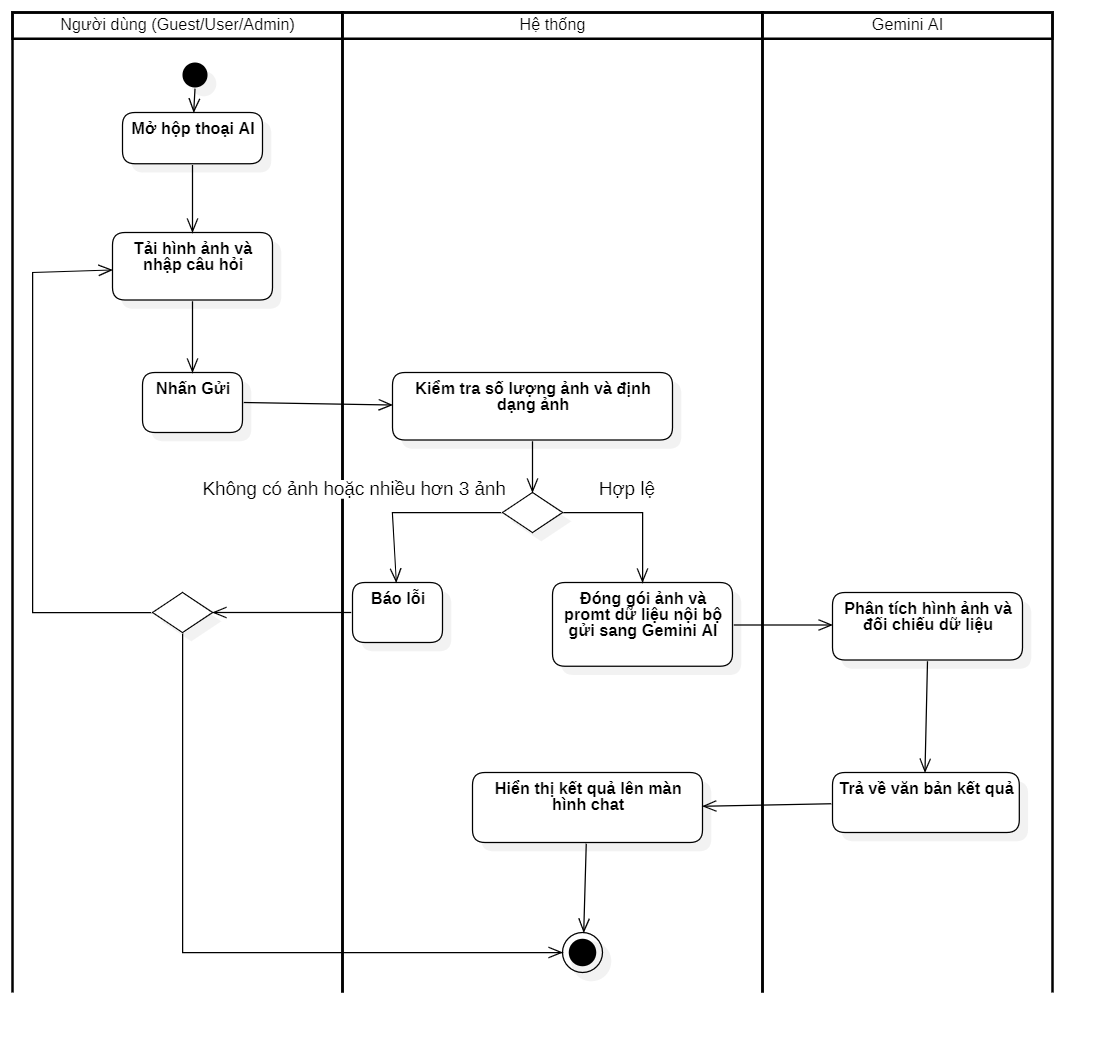 Người dùng (Guest/User/Admin)
Hệ thống
Gemini AI
Mở hộp thoại AI
Tải hình ảnh và
nhập câu hỏi
Nhấn Gửi
Kiểm tra số lượng ảnh và định
dạng ảnh
Không có ảnh hoặc nhiều hơn 3 ảnh
Hợp lệ
Báo lỗi
Đóng gói ảnh và
promt dữ liệu nội bộ
gửi sang Gemini AI
Phân tích hình ảnh và
đối chiếu dữ liệu
Hiển thị kết quả lên màn
hình chat
Trả về văn bản kết quả